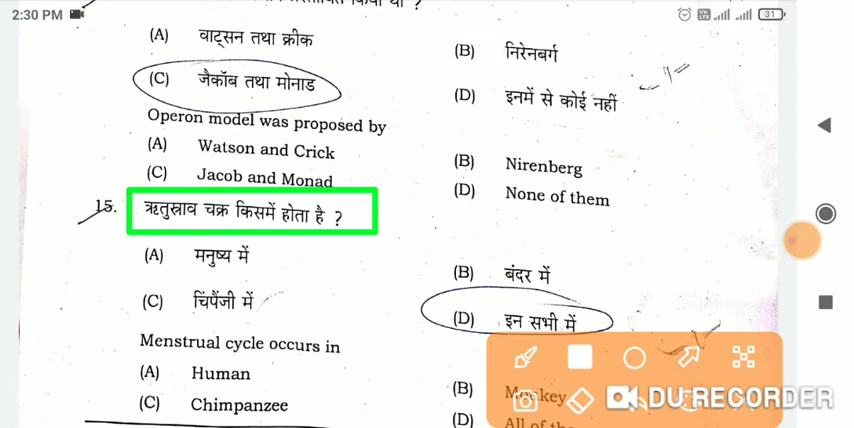 2:30 PM
31
(A) वाट्सन तथा क्रीक
(B) निरेनबर्ग
(C) जैकॉब तथा मोनाड
(D) इनमें से कोई नहीं
Operon model was proposed by
(A) Watson and Crick
(B) Nirenberg
(C) Jacob and Monad
(D) None of them
15. ऋतुस्राव चक्र किसमें होता है ?
(A) मनुष्य में
(B) बंदर में
(C) चिंपैंजी में
(D) इन सभी में
Menstrual cycle occurs in
(A) Human
(B) Monkey
(C) Chimpanzee
(D) All of
DU RECORDER